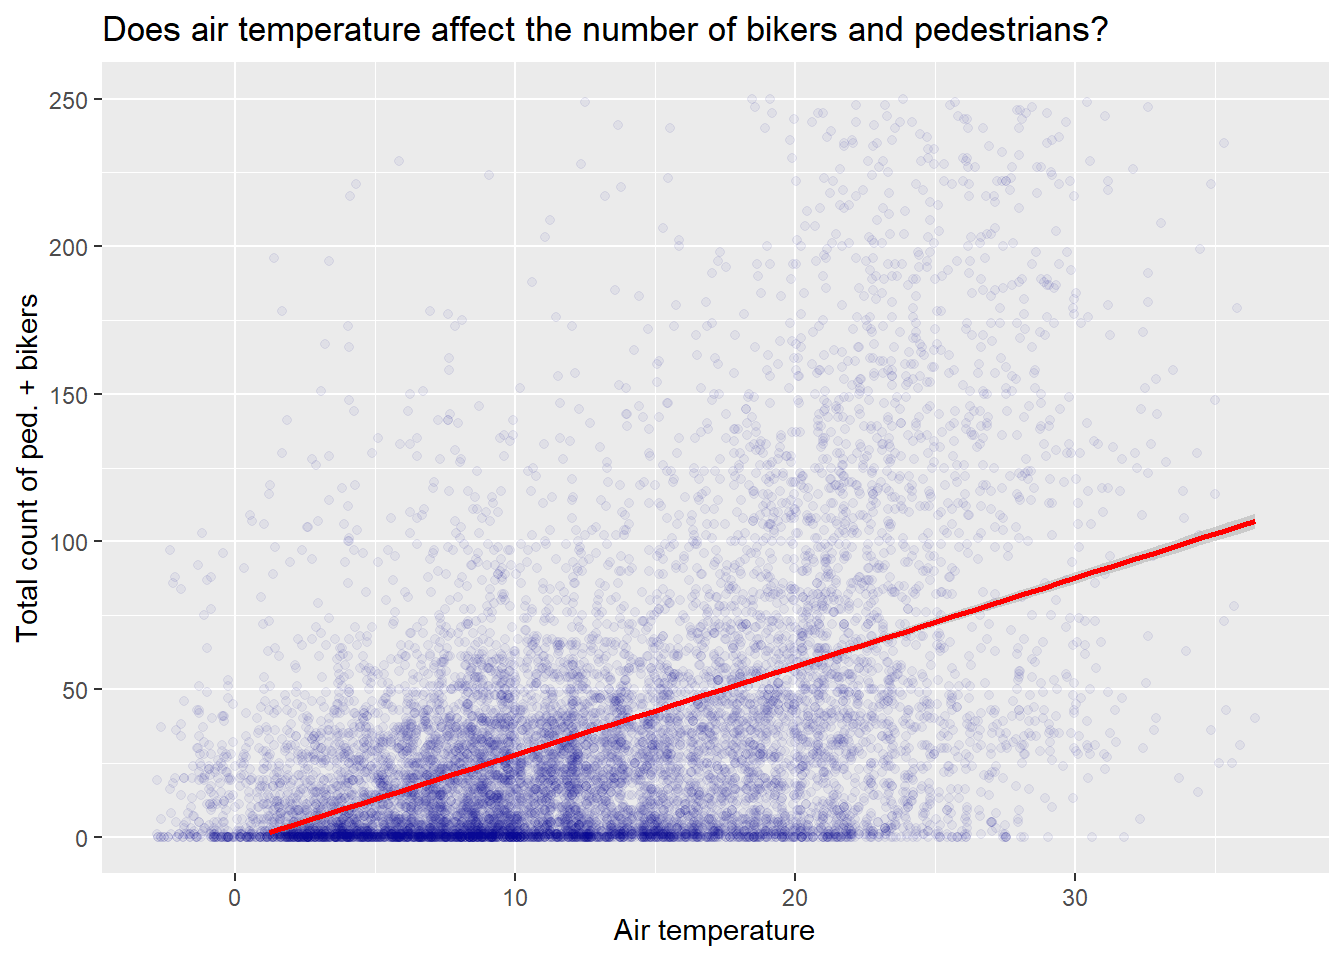 Does air temperature affect the number of bikers and pedestrians?
250
200
150
100
50
0
Total count of ped. + bikers
0 10 20 30
Air temperature